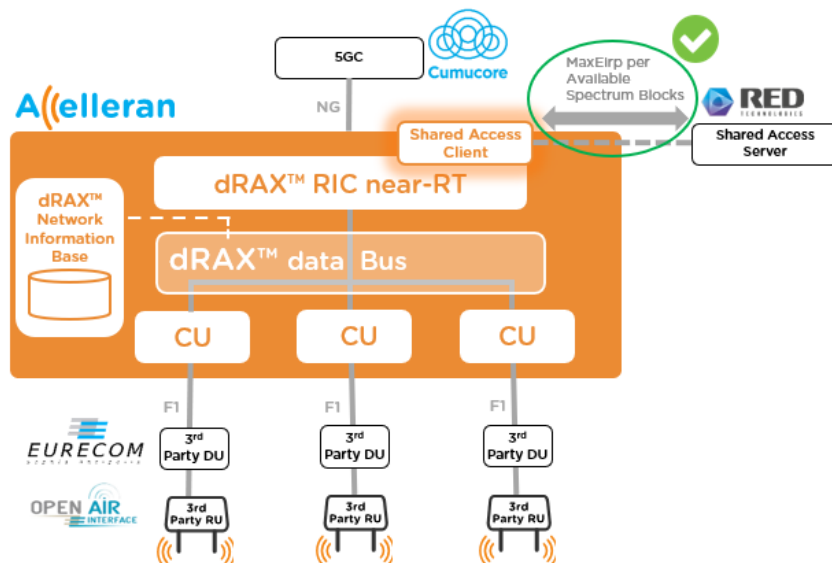 5GC
Cumucore
MaxEirp per
Available
Spectrum Blocks
RED
TECHNOLOGIES
Accelleran
NG
Shared Access
Client
Shared Access
Server
dRAX™ RIC near-RT
dRAX™
Network
Information
Base
dRAX™ data Bus
CU
CU
CU
F1
F1
F1
EURECOM
3rd
Party DU
3rd
Party DU
3rd
Party DU
OPEN AIR
INTERFACE
3rd
Party RU
3rd
Party RU
3rd
Party RU